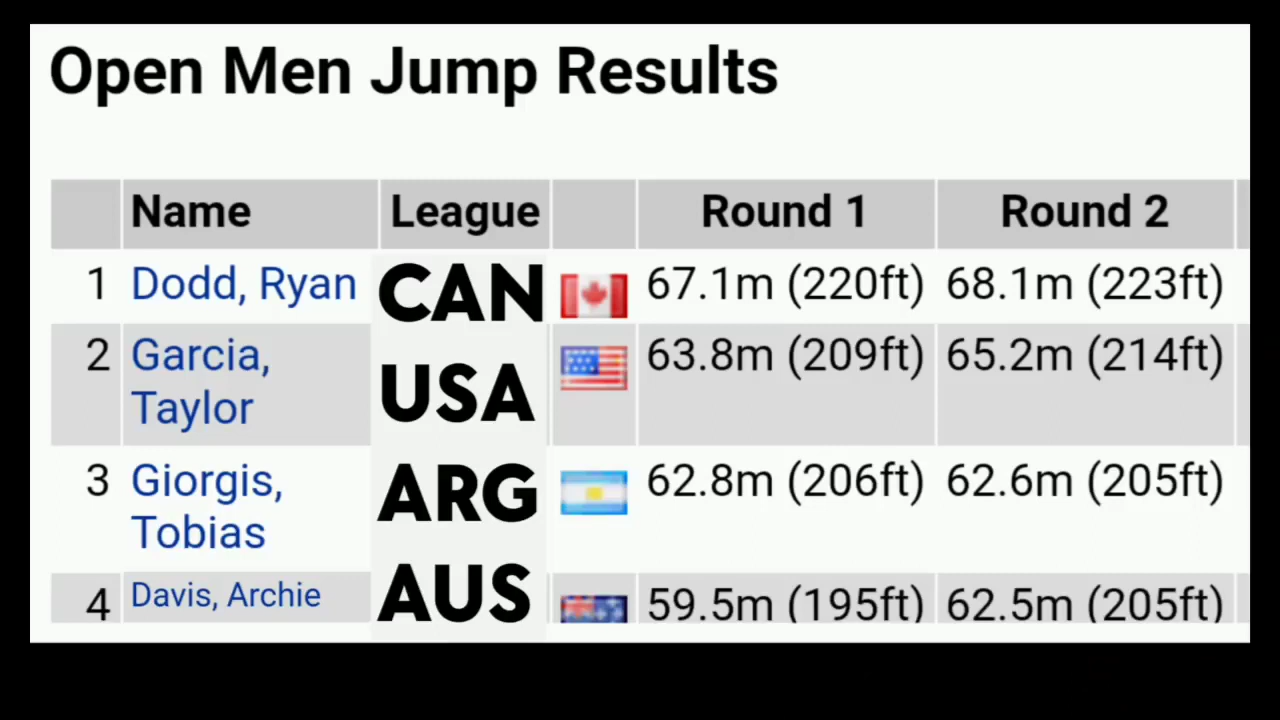 Open Men Jump Results
Name League Round 1 Round 2
1 Dodd, Ryan CAN 67.1m (220ft) 68.1m (223ft)
2 Garcia, Taylor USA 63.8m (209ft) 65.2m (214ft)
3 Giorgis, Tobias ARG 62.8m (206ft) 62.6m (205ft)
4 Davis, Archie AUS 59.5m (195ft) 62.5m (205ft)